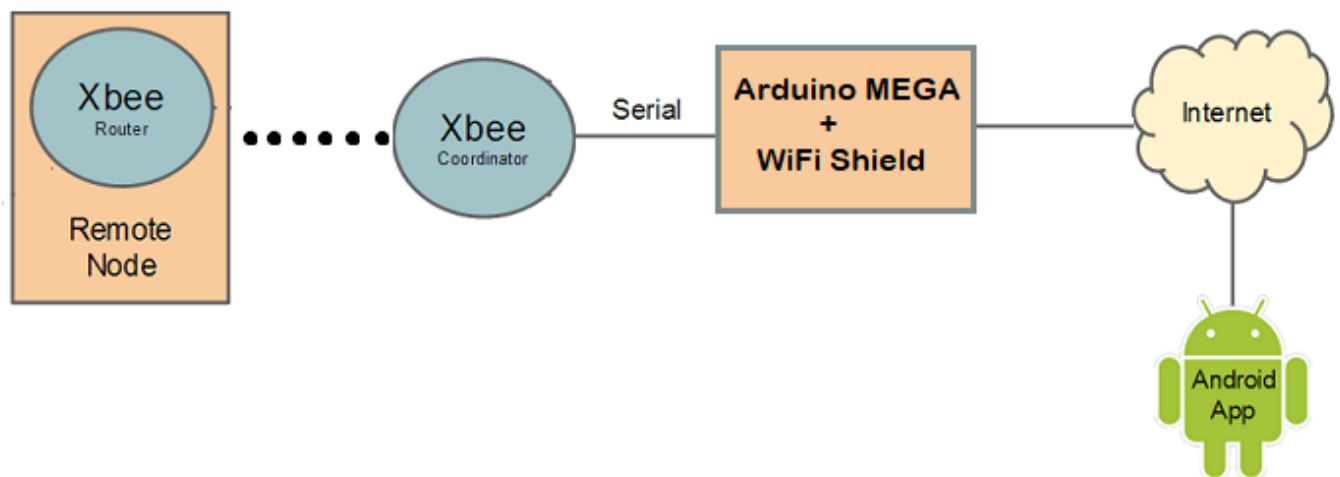 Xbee
Router
Remote
Node
Xbee
Coordinator
Serial
Arduino MEGA
+
WiFi Shield
Internet
Android
App